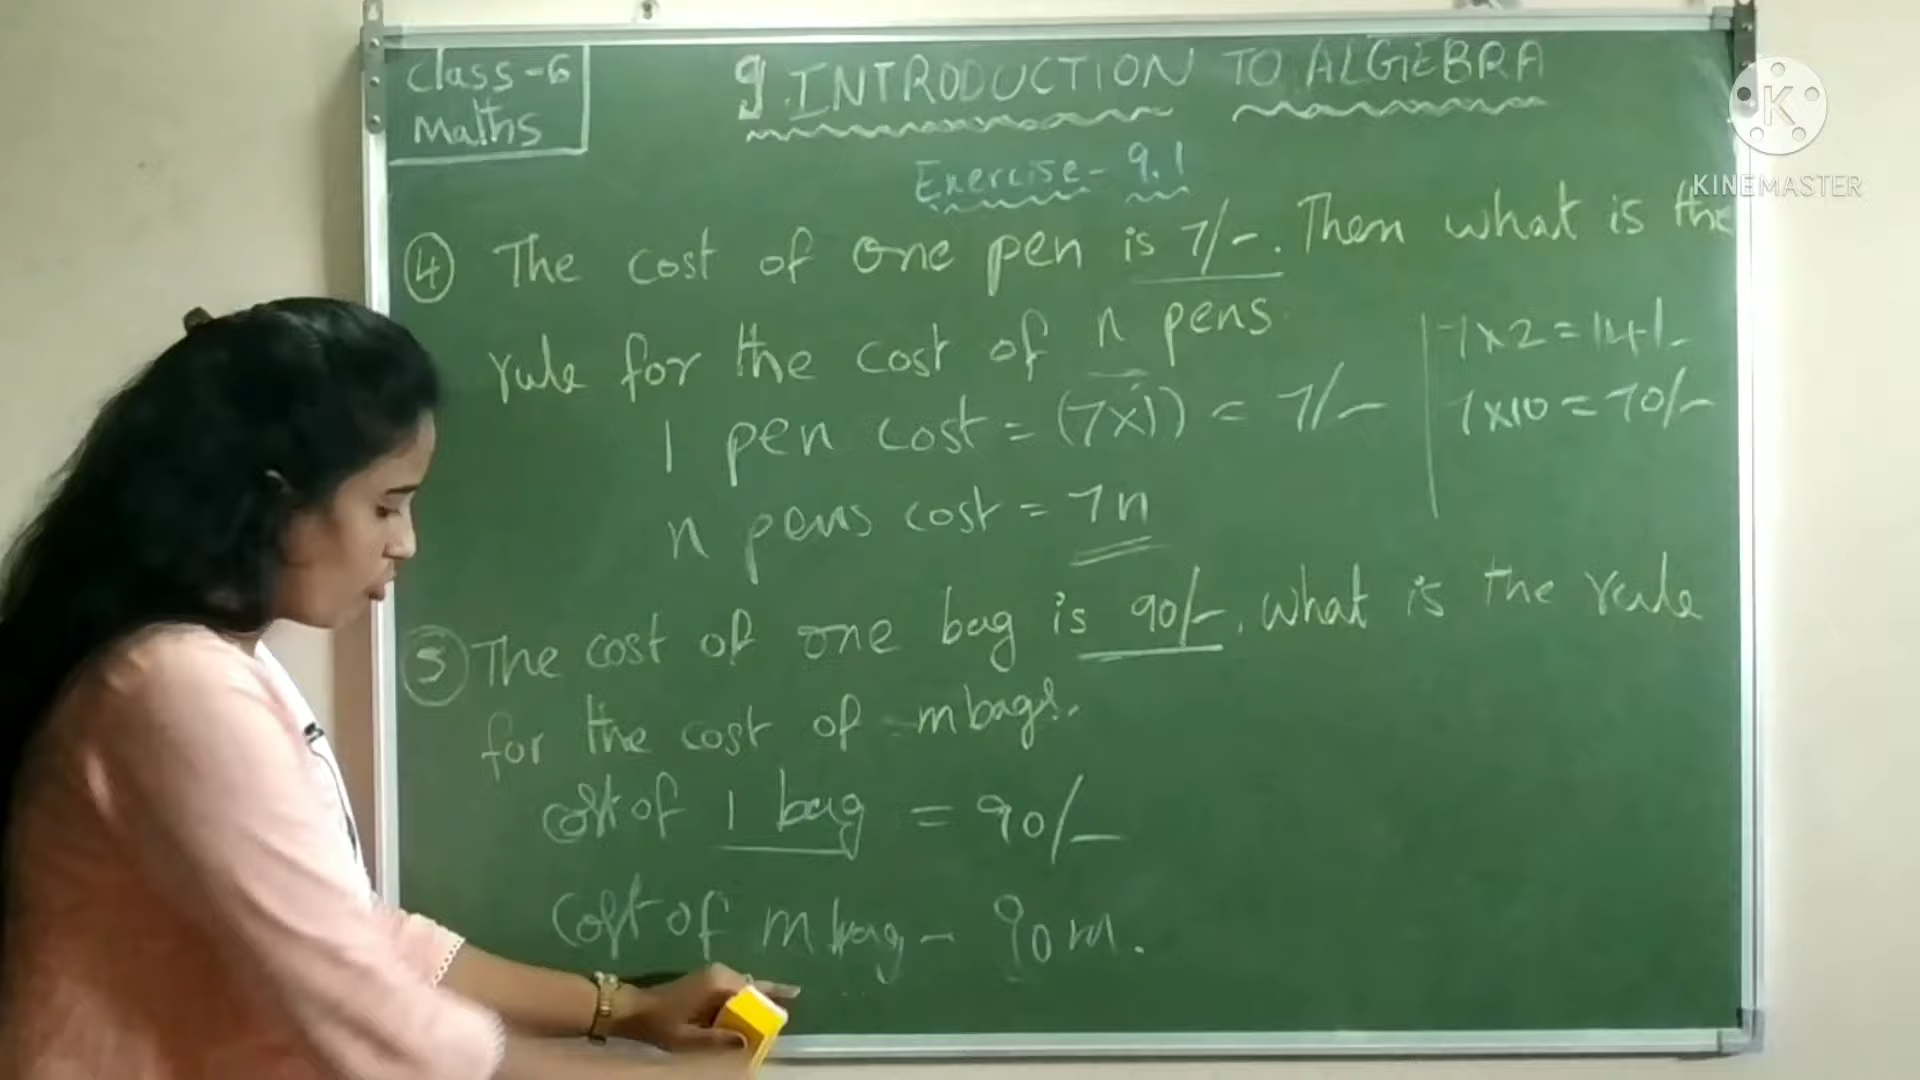 Class-6
Maths
9. INTRODUCTION TO ALGEBRA
Exercise - 9.1
④ The cost of one pen is 7/-. Then what is the
rule for the cost of n pens
1 pen cost = (7×1) = 7/-
n pens cost = 7n
7×2 = 14/-
7×10 = 70/-
⑤ The cost of one bag is 90/-. what is the rule
for the cost of m bags.
Cost of 1 bag = 90/-
Cost of m bag - 90m.
K
KINEMASTER